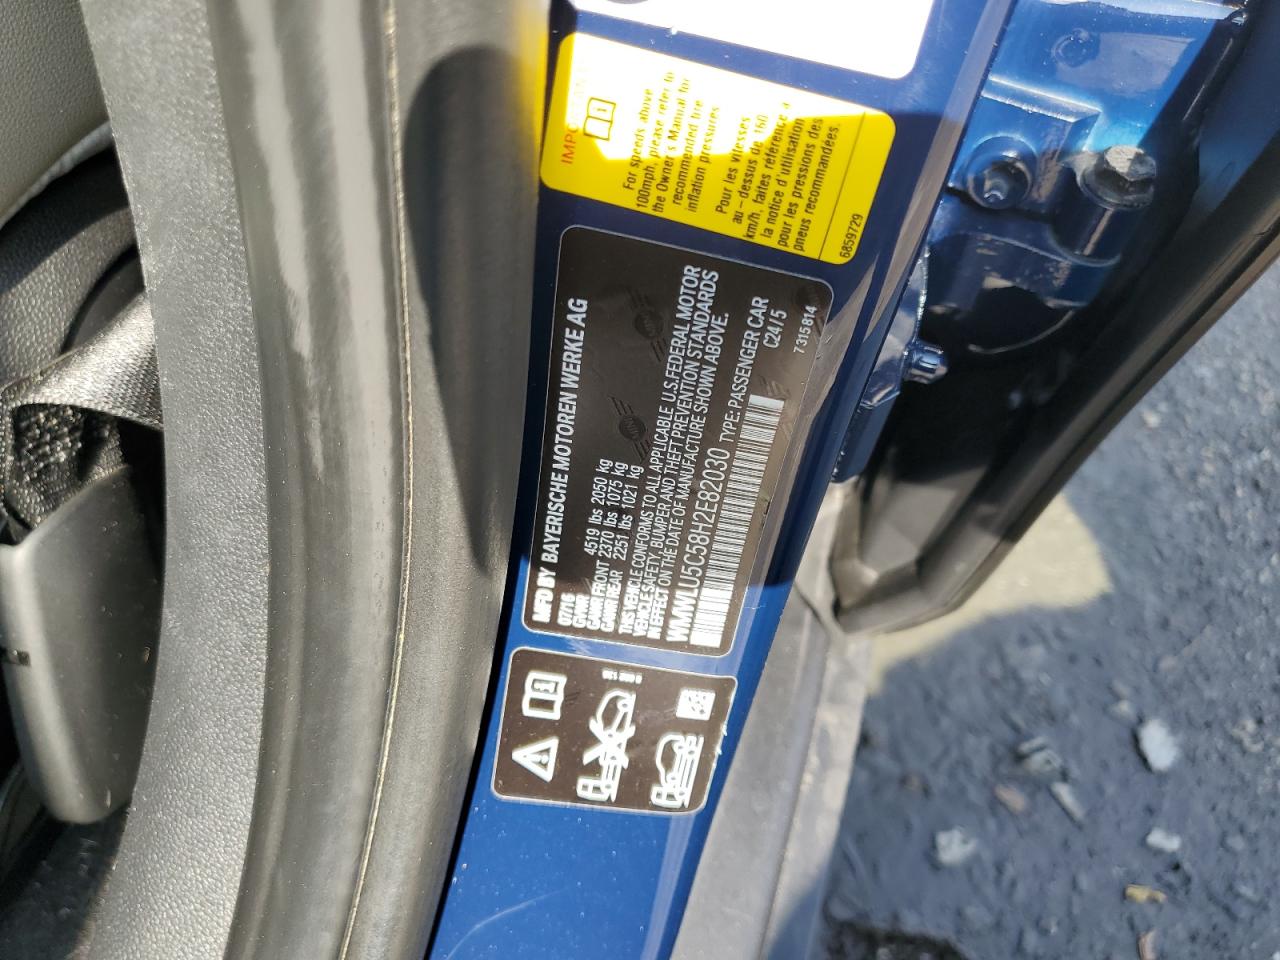 For speeds above
100mph, please refer to
the Owner's Manual for
recommended tire
inflation pressures
Pour les vitesses
au-dessus de 160
km/h, faites référence à
la notice d'utilisation
pour les pressions des
pneus recommandées.
6859729
MFD BY BAYERISCHE MOTOREN WERKE AG
07/16
GVWR 4519 lbs 2050 kg
GAWR FRONT 2370 lbs 1075 kg
GAWR REAR 2251 lbs 1021 kg
THIS VEHICLE CONFORMS TO ALL APPLICABLE U.S. FEDERAL MOTOR
VEHICLE SAFETY, BUMPER AND THEFT PREVENTION STANDARDS
IN EFFECT ON THE DATE OF MANUFACTURE SHOWN ABOVE.
WMWLU5C58H2E82030 TYPE: PASSENGER CAR
C24/5
7315814